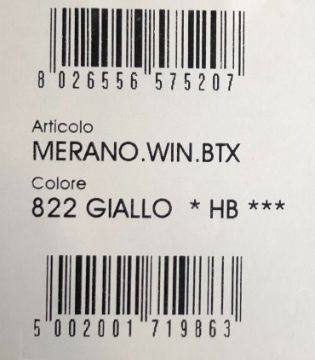 8 026556 575207
Articolo
MERANO.WIN.BTX
Colore
822 GIALLO * HB ***
5 002001 719863